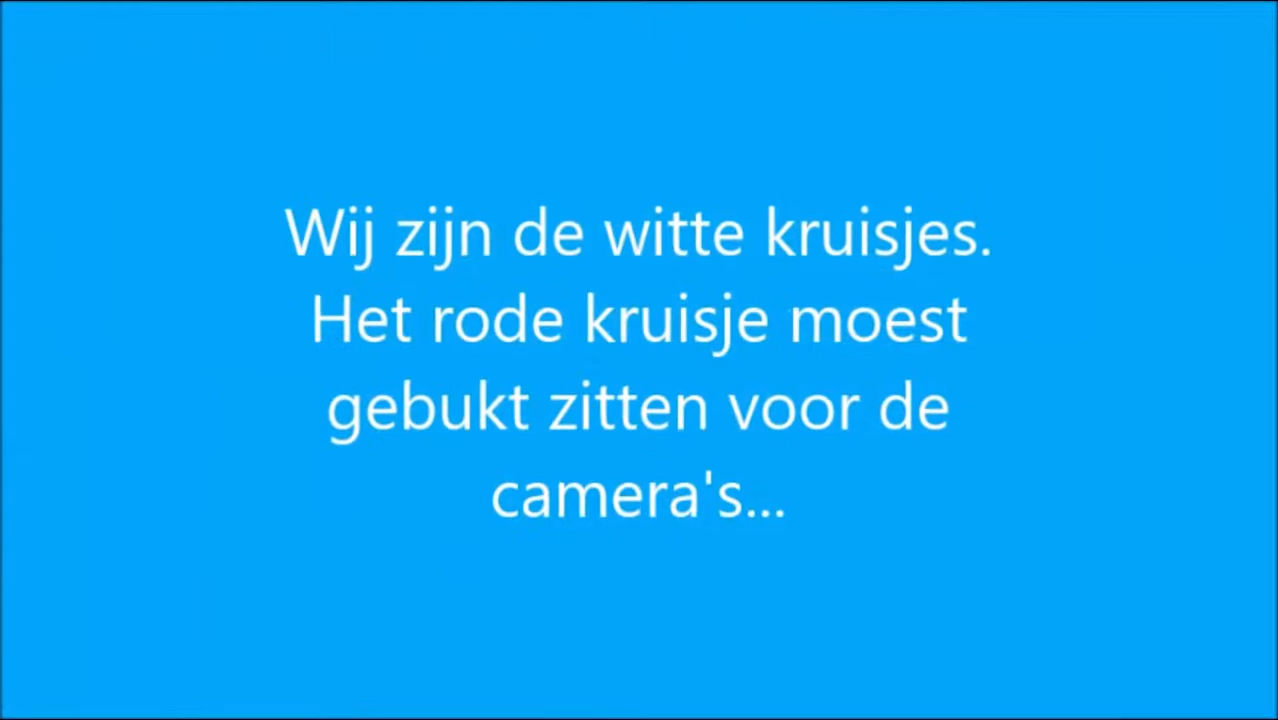 Wij zijn de witte kruisjes.
Het rode kruisje moest
gebukt zitten voor de
camera's...